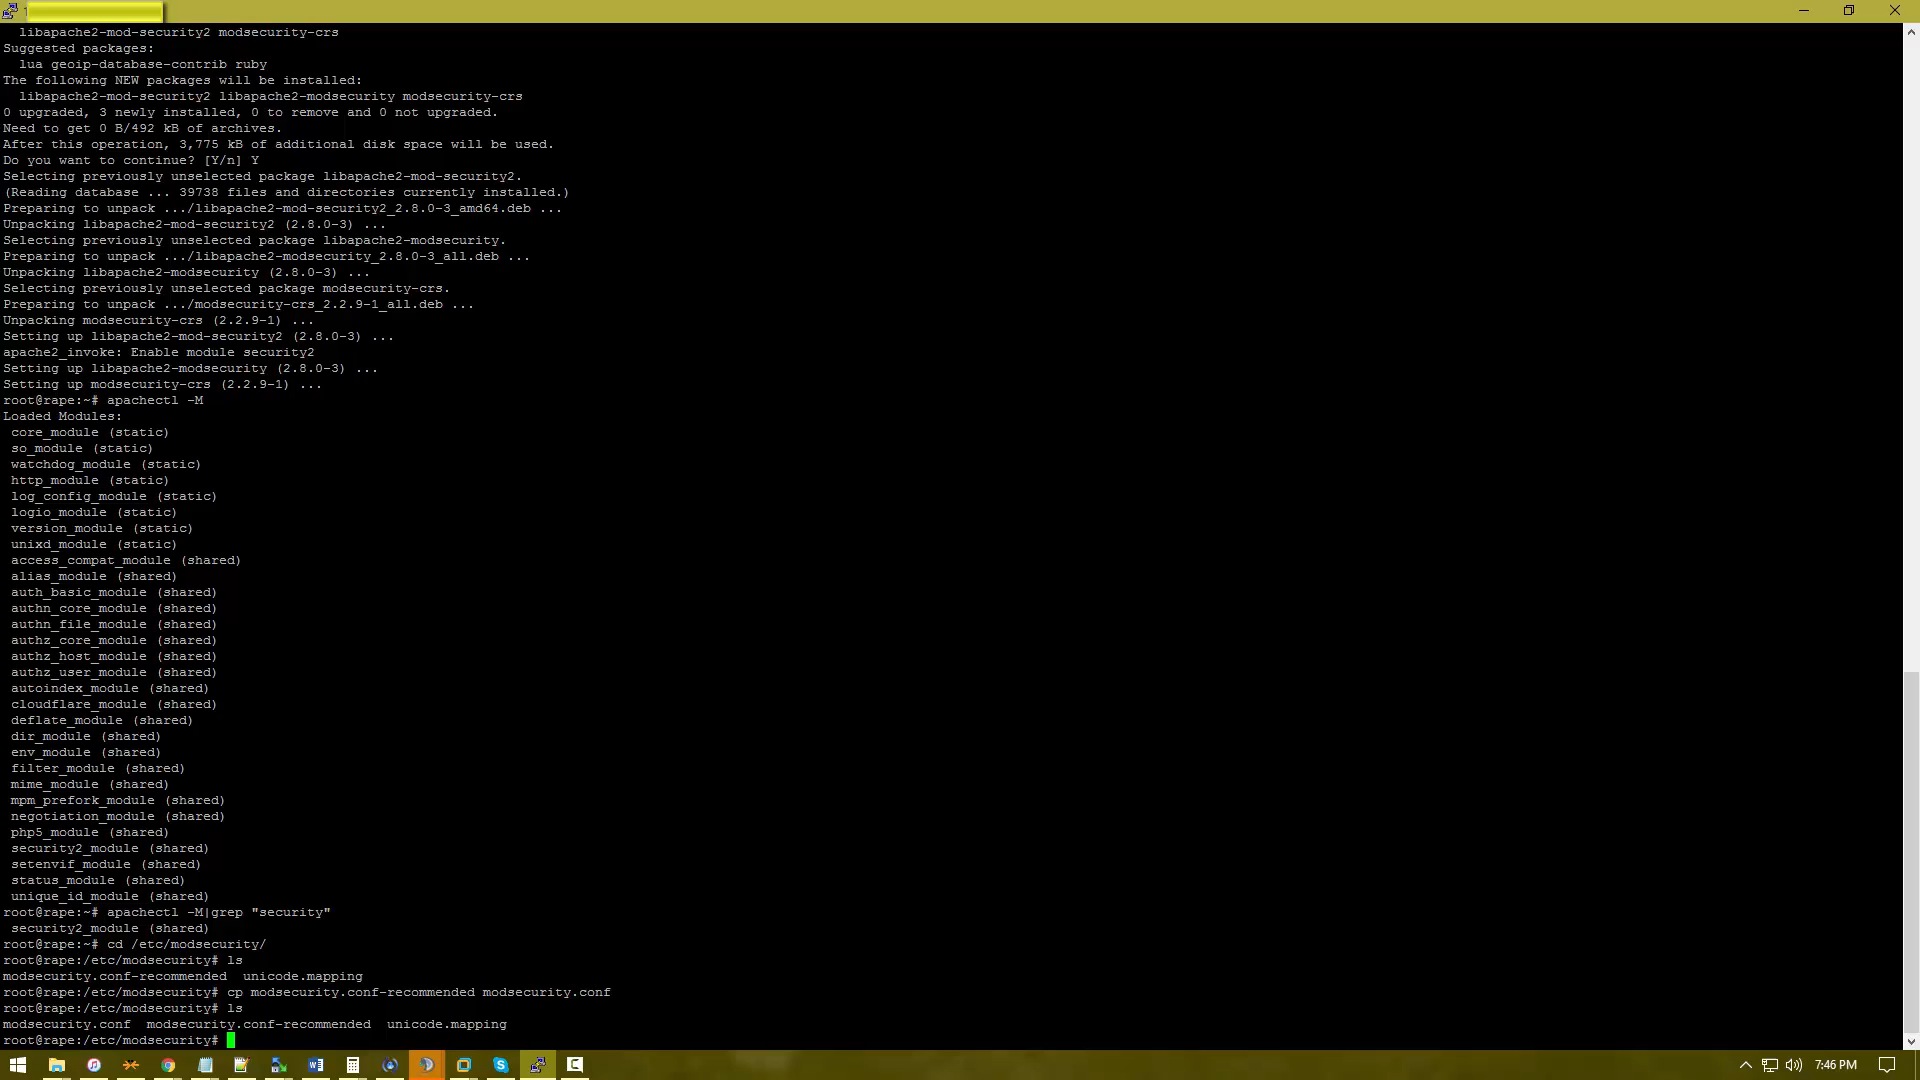 libapache2-mod-security2 modsecurity-crs
Suggested packages:
lua geoip-database-contrib ruby
The following NEW packages will be installed:
libapache2-mod-security2 libapache2-modsecurity modsecurity-crs
0 upgraded, 3 newly installed, 0 to remove and 0 not upgraded.
Need to get 0 B/492 kB of archives.
After this operation, 3,775 kB of additional disk space will be used.
Do you want to continue? [Y/n] Y
Selecting previously unselected package libapache2-mod-security2.
(Reading database ... 39738 files and directories currently installed.)
Preparing to unpack .../libapache2-mod-security2_2.8.0-3_amd64.deb ...
Unpacking libapache2-mod-security2 (2.8.0-3) ...
Selecting previously unselected package libapache2-modsecurity.
Preparing to unpack .../libapache2-modsecurity_2.8.0-3_all.deb ...
Unpacking libapache2-modsecurity (2.8.0-3) ...
Selecting previously unselected package modsecurity-crs.
Preparing to unpack .../modsecurity-crs_2.2.9-1_all.deb ...
Unpacking modsecurity-crs (2.2.9-1) ...
Setting up libapache2-mod-security2 (2.8.0-3) ...
apache2_invoke: Enable module security2
Setting up libapache2-modsecurity (2.8.0-3) ...
Setting up modsecurity-crs (2.2.9-1) ...
root@rape:~# apachectl -M
Loaded Modules:
core_module (static)
so_module (static)
watchdog_module (static)
http_module (static)
log_config_module (static)
logio_module (static)
version_module (static)
unixd_module (static)
access_compat_module (shared)
alias_module (shared)
auth_basic_module (shared)
authn_core_module (shared)
authn_file_module (shared)
authz_core_module (shared)
authz_host_module (shared)
authz_user_module (shared)
autoindex_module (shared)
cloudflare_module (shared)
deflate_module (shared)
dir_module (shared)
env_module (shared)
filter_module (shared)
mime_module (shared)
mpm_prefork_module (shared)
negotiation_module (shared)
php5_module (shared)
security2_module (shared)
setenvif_module (shared)
status_module (shared)
unique_id_module (shared)
root@rape:~# apachectl -M|grep "security"
security2_module (shared)
root@rape:~# cd /etc/modsecurity/
root@rape:/etc/modsecurity# ls
modsecurity.conf-recommended  unicode.mapping
root@rape:/etc/modsecurity# cp modsecurity.conf-recommended modsecurity.conf
root@rape:/etc/modsecurity# ls
modsecurity.conf  modsecurity.conf-recommended  unicode.mapping
root@rape:/etc/modsecurity#
7:46 PM